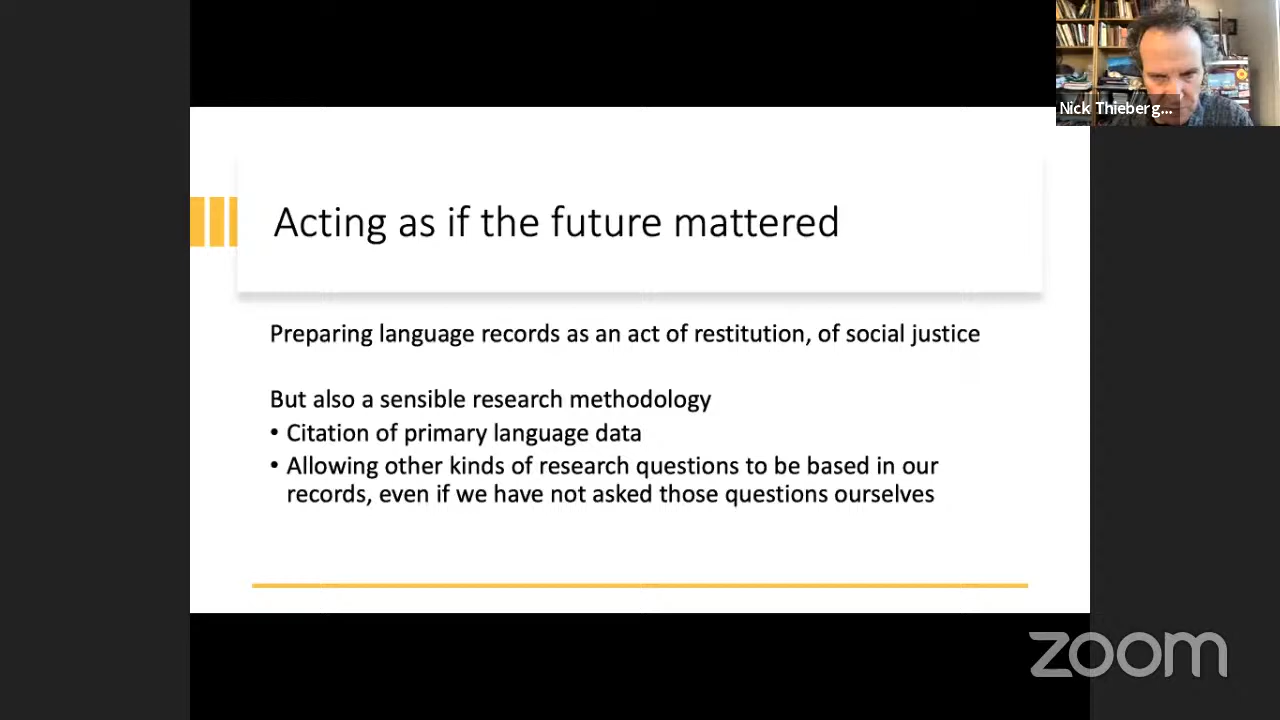 Nick Thieberg...
Acting as if the future mattered
Preparing language records as an act of restitution, of social justice
But also a sensible research methodology
• Citation of primary language data
• Allowing other kinds of research questions to be based in our
records, even if we have not asked those questions ourselves
zoom